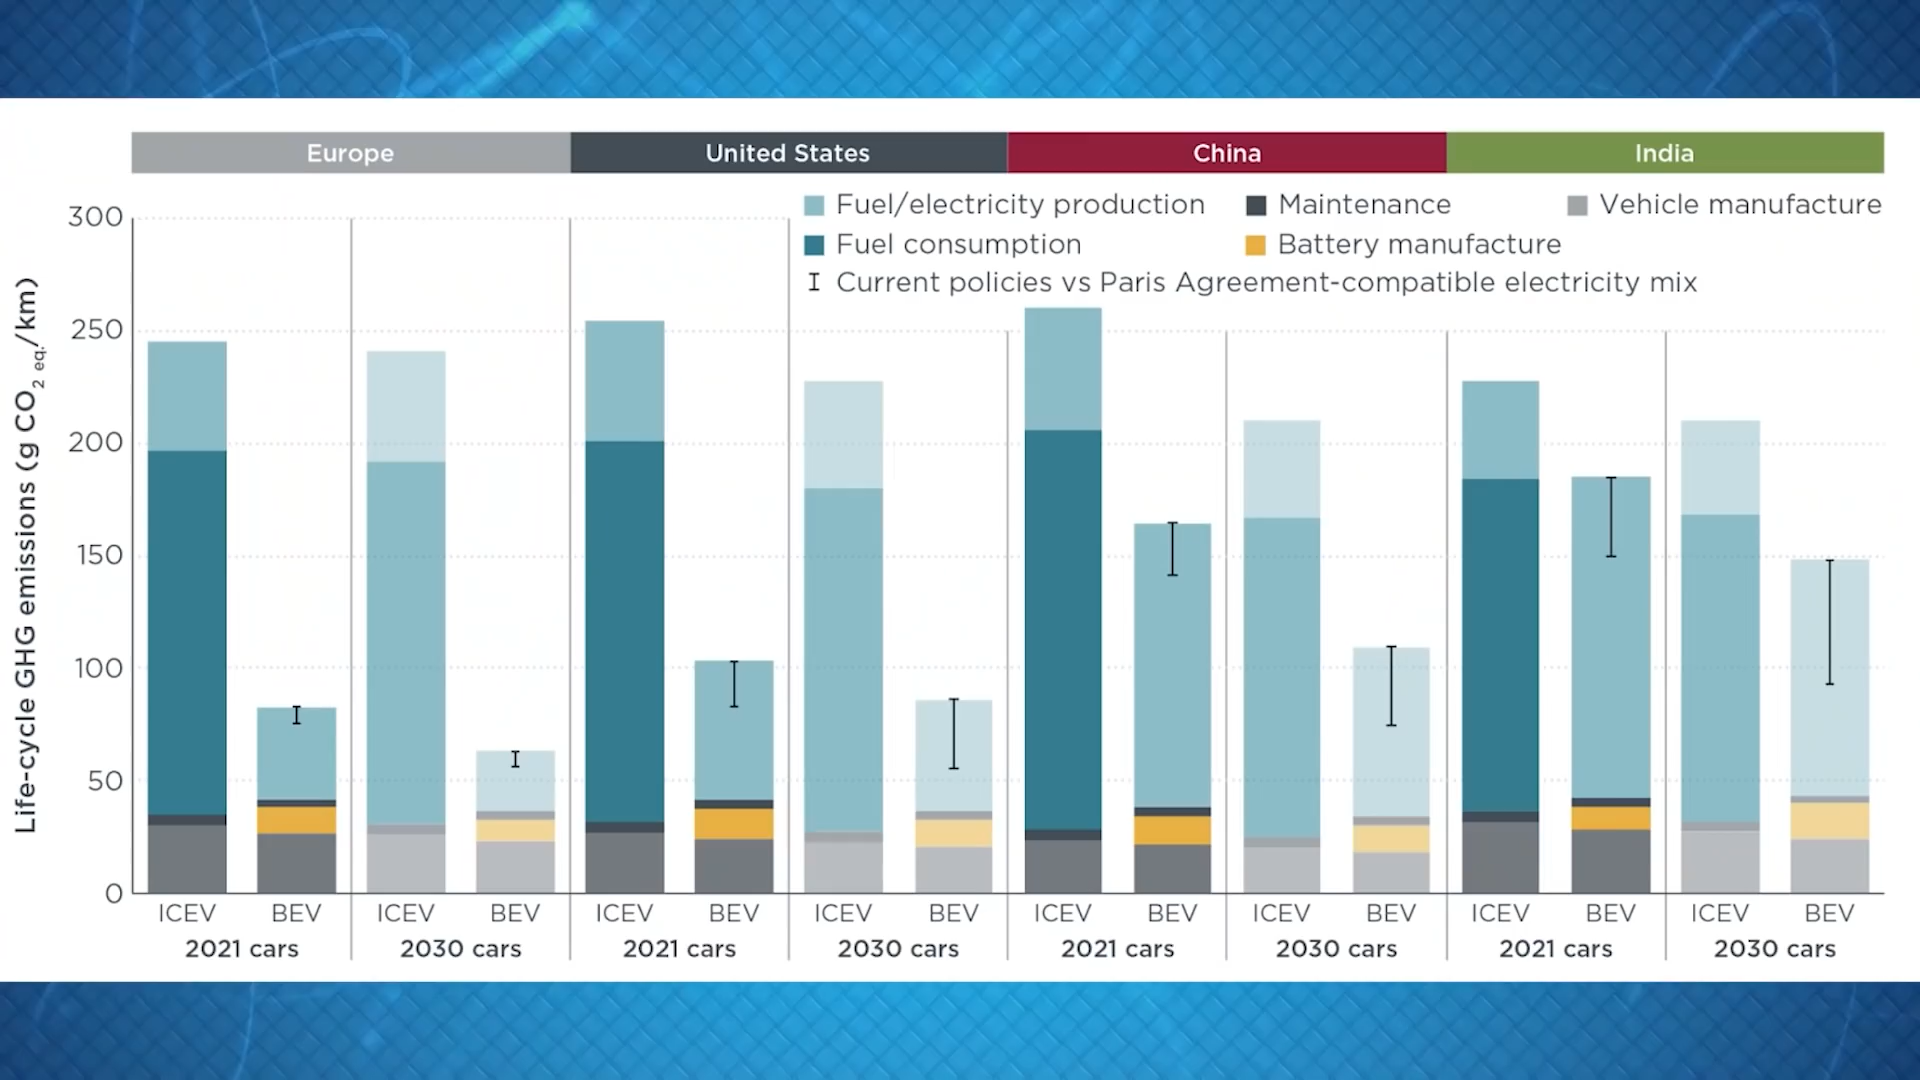 Europe United States China India
Fuel/electricity production Maintenance Vehicle manufacture
Fuel consumption Battery manufacture
Current policies vs Paris Agreement-compatible electricity mix
Life-cycle GHG emissions (g CO2 eq./km)
300
250
200
150
100
50
0
ICEV BEV ICEV BEV ICEV BEV ICEV BEV ICEV BEV ICEV BEV ICEV BEV ICEV BEV
2021 cars 2030 cars 2021 cars 2030 cars 2021 cars 2030 cars 2021 cars 2030 cars